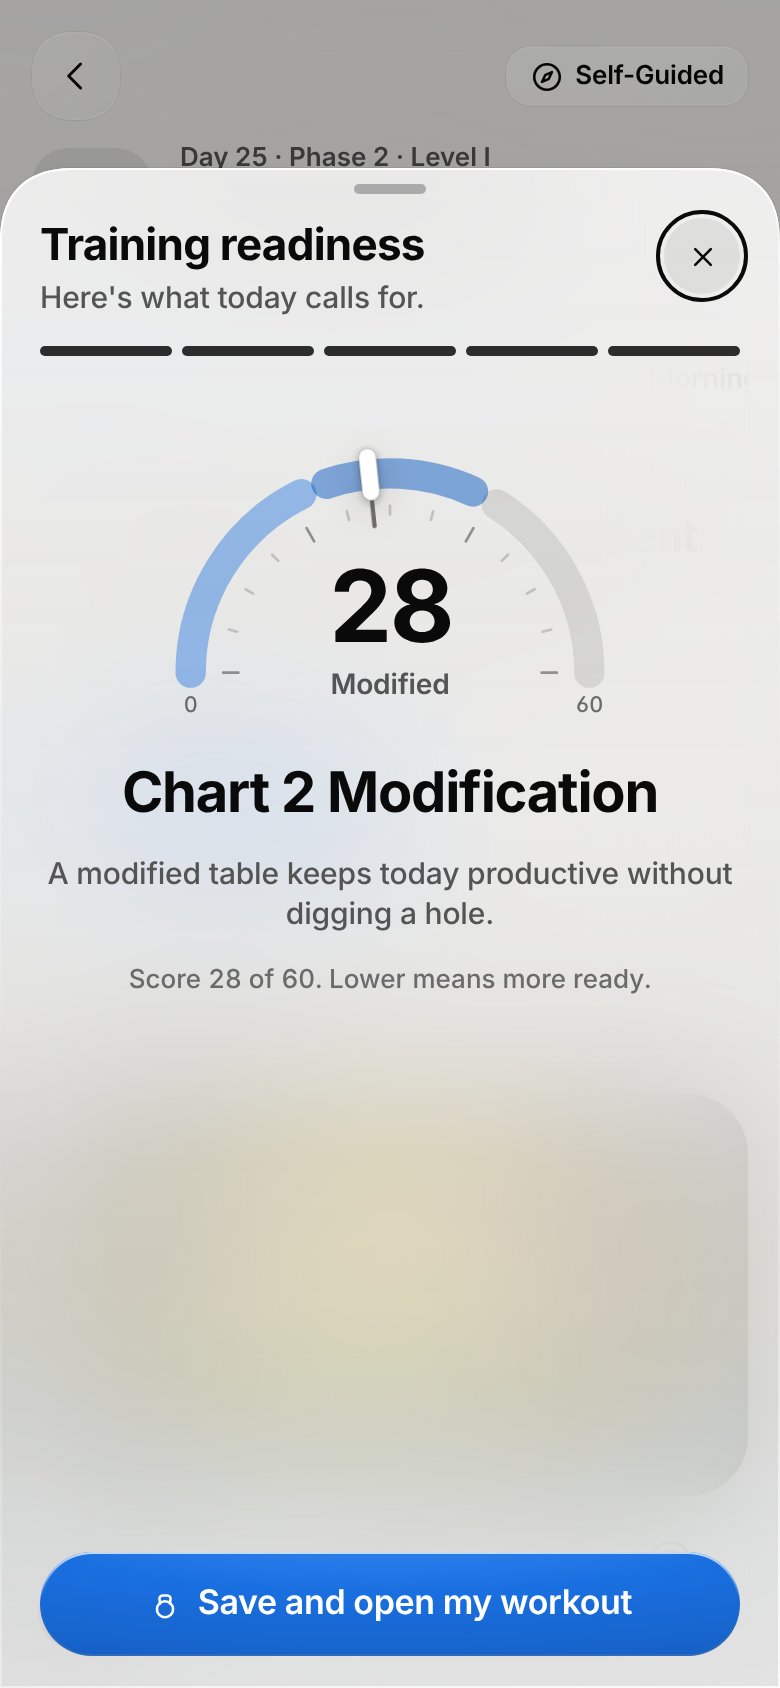 Self-Guided
Day 25 · Phase 2 · Level I
Training readiness
Here's what today calls for.
Morning
28
Modified
0
60
Chart 2 Modification
A modified table keeps today productive without
digging a hole.
Score 28 of 60. Lower means more ready.
Save and open my workout